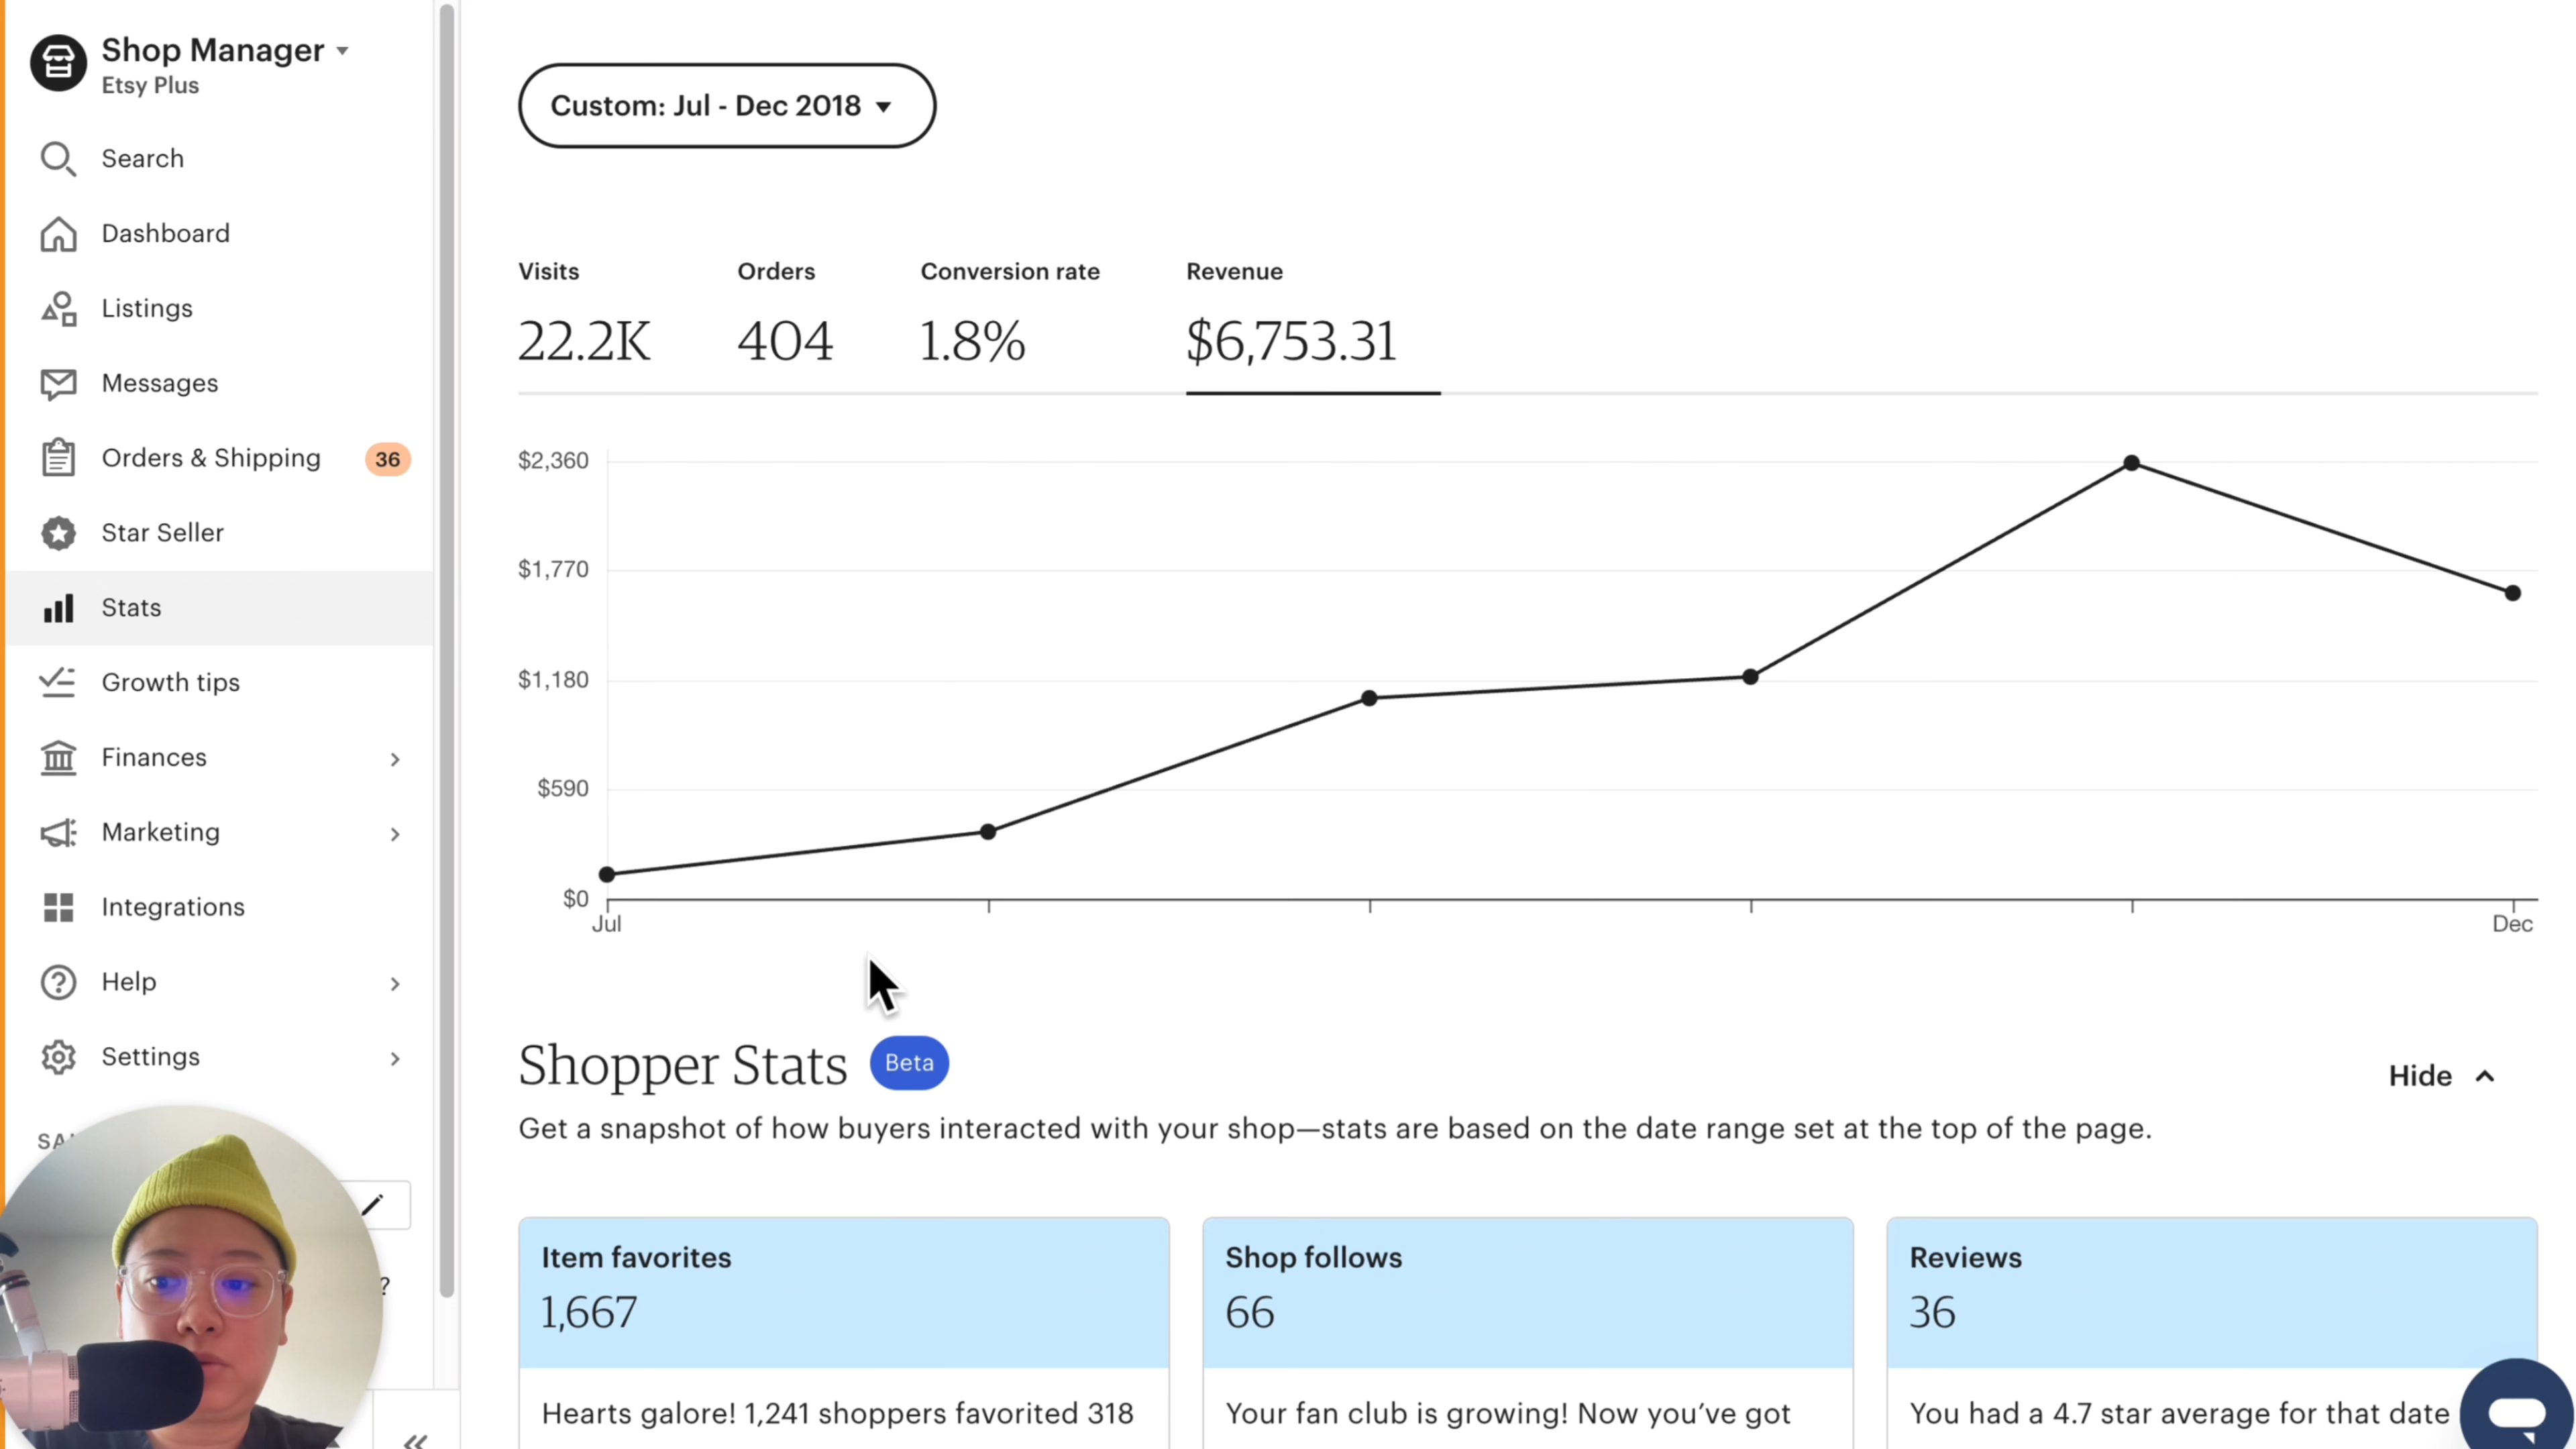 Shop Manager
Etsy Plus
Search
Dashboard
Listings
Messages
Orders & Shipping 36
Star Seller
Stats
Growth tips
Finances
Marketing
Integrations
Help
Settings
?
Custom: Jul - Dec 2018
Visits Orders Conversion rate Revenue
22.2K 404 1.8% $6,753.31
$2,360
$1,770
$1,180
$590
$0
Jul Dec
Shopper Stats Beta
Hide
Get a snapshot of how buyers interacted with your shop—stats are based on the date range set at the top of the page.
Item favorites
1,667
Hearts galore! 1,241 shoppers favorited 318
Shop follows
66
Your fan club is growing! Now you’ve got
Reviews
36
You had a 4.7 star average for that date